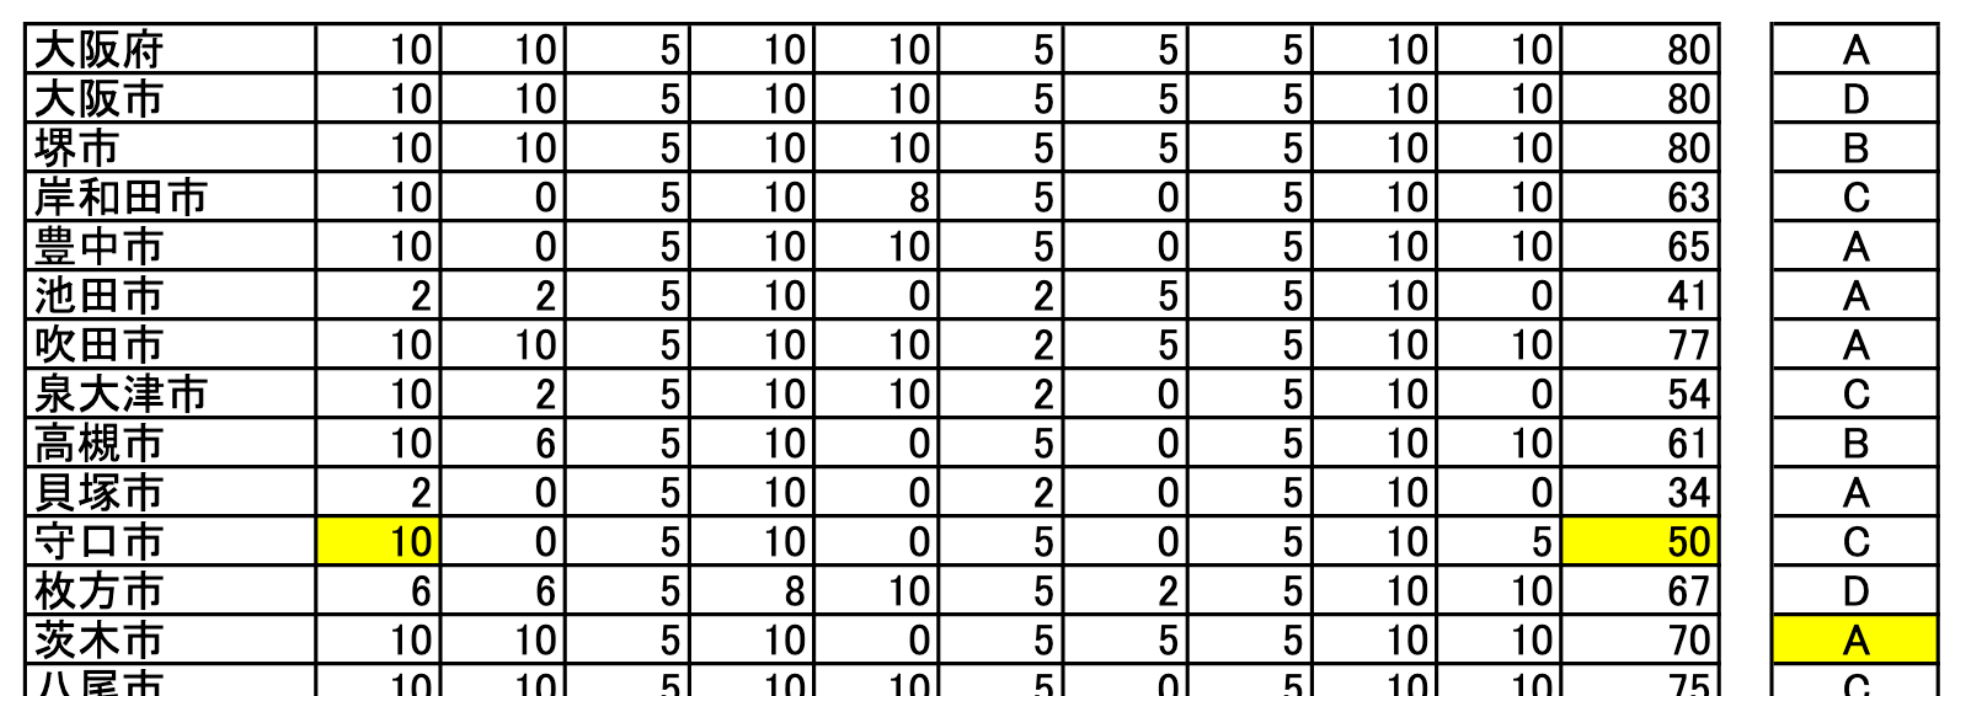 大阪府 10 10 5 10 10 5 5 5 10 10 80 A
大阪市 10 10 5 10 10 5 5 5 10 10 80 D
堺市 10 10 5 10 10 5 5 5 10 10 80 B
岸和田市 10 0 5 10 8 5 0 5 10 10 63 C
豊中市 10 0 5 10 10 5 0 5 10 10 65 A
池田市 2 2 5 10 0 2 5 5 10 0 41 A
吹田市 10 10 5 10 10 2 5 5 10 10 77 A
泉大津市 10 2 5 10 10 2 0 5 10 0 54 C
高槻市 10 6 5 10 0 5 0 5 10 10 61 B
貝塚市 2 0 5 10 0 2 0 5 10 0 34 A
守口市 10 0 5 10 0 5 0 5 10 5 50 C
枚方市 6 6 5 8 10 5 2 5 10 10 67 D
茨木市 10 10 5 10 0 5 5 5 10 10 70 A
八尾市 10 10 5 10 10 5 0 5 10 10 75 C